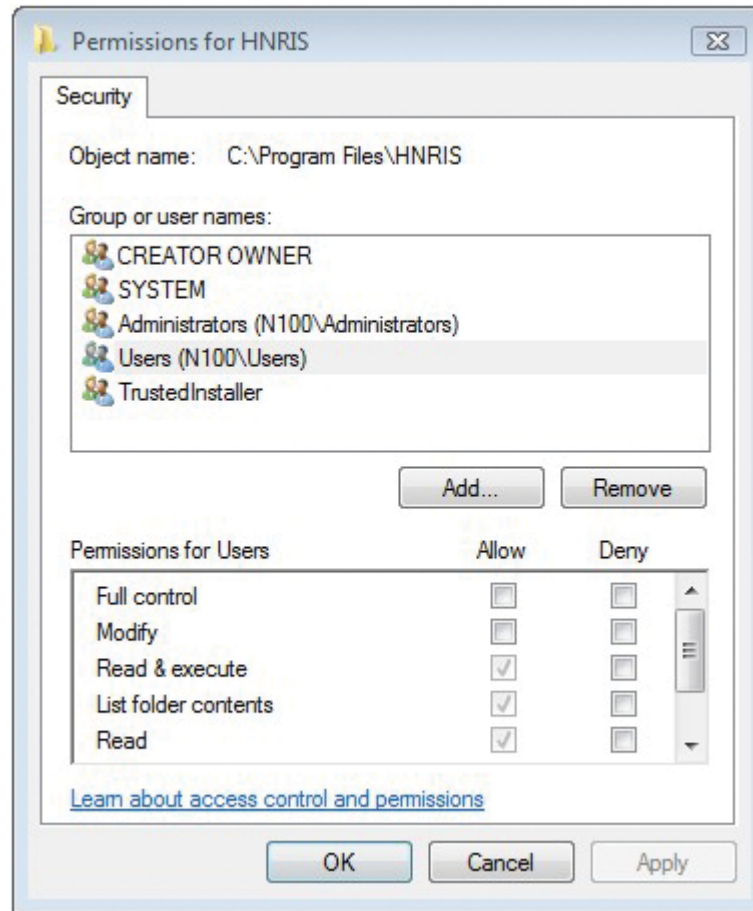 Permissions for HNRIS
Security
Object name: C:\Program Files\HNRIS
Group or user names:
CREATOR OWNER
SYSTEM
Administrators (N100\Administrators)
Users (N100\Users)
TrustedInstaller
Add... Remove
Permissions for Users Allow Deny
Full control
Modify
Read & execute
List folder contents
Read
Learn about access control and permissions
OK Cancel Apply